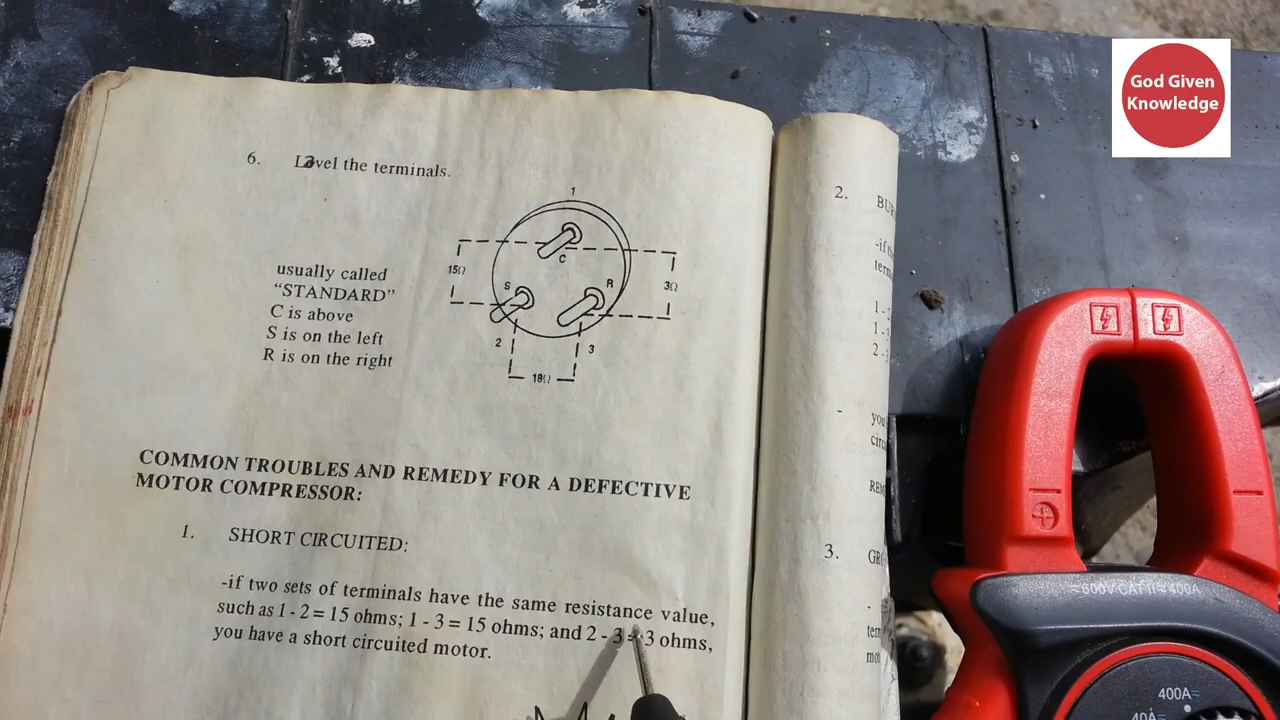 God Given
Knowledge
6. Lavel the terminals.
1
15Ω
C
3Ω
S
R
2
3
18Ω
usually called
"STANDARD"
C is above
S is on the left
R is on the right
COMMON TROUBLES AND REMEDY FOR A DEFECTIVE
MOTOR COMPRESSOR:
1. SHORT CIRCUITED:
-if two sets of terminals have the same resistance value,
such as 1 - 2 = 15 ohms; 1 - 3 = 15 ohms; and 2 - 3 = 3 ohms,
you have a short circuited motor.
2.
3.
≂600V CAT II ≂400A
400A≂
40A≂